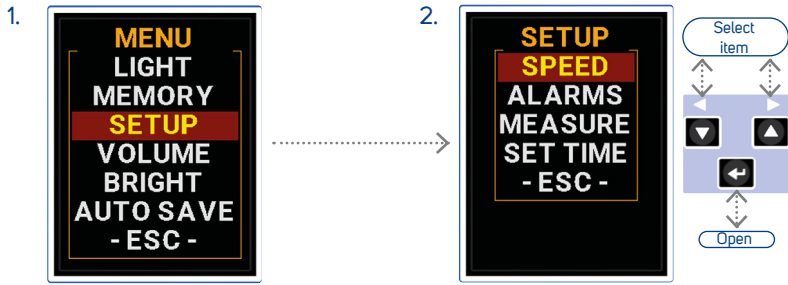 1.
MENU
LIGHT
MEMORY
SETUP
VOLUME
BRIGHT
AUTO SAVE
- ESC -
2.
SETUP
SPEED
ALARMS
MEASURE
SET TIME
- ESC -
Select
item
Open